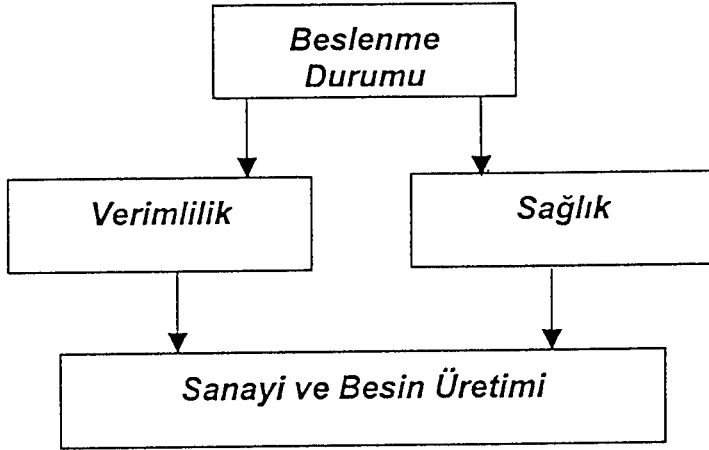 Beslenme
Durumu
Verimlilik
Sağlık
Sanayi ve Besin Üretimi